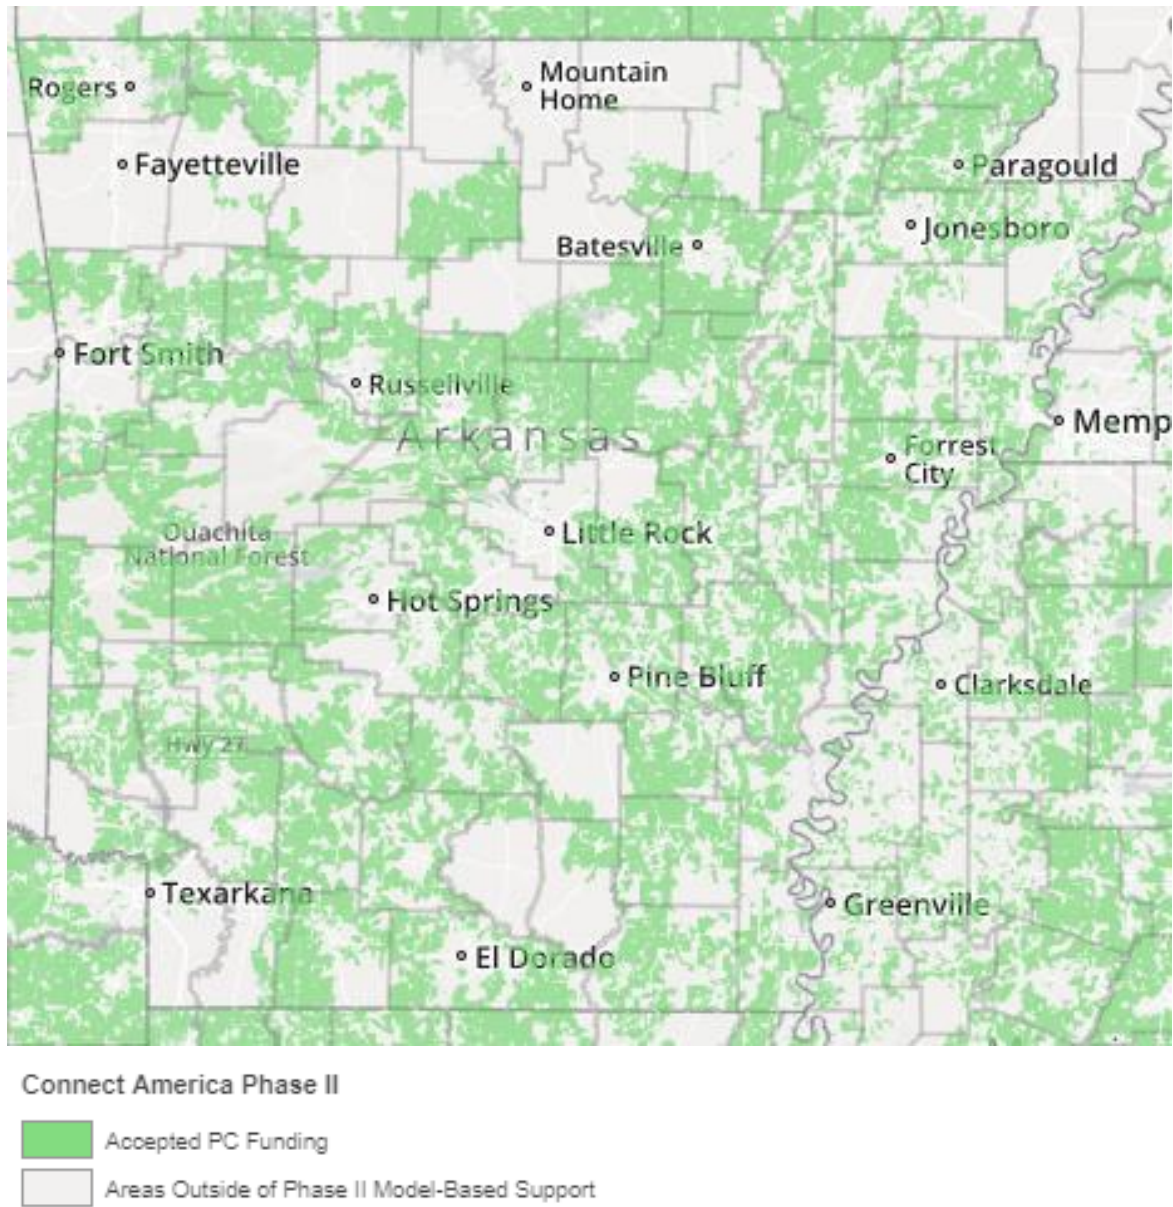 Mountain
Home
Rogers
Fayetteville
Paragould
Jonesboro
Batesville
Fort Smith
Russellville
Arkansas
Memp
Forrest
City
Ouachita
National Forest
Little Rock
Hot Springs
Pine Bluff
Clarksdale
Hwy 27
Texarkana
Greenville
El Dorado
Connect America Phase II
Accepted PC Funding
Areas Outside of Phase II Model-Based Support